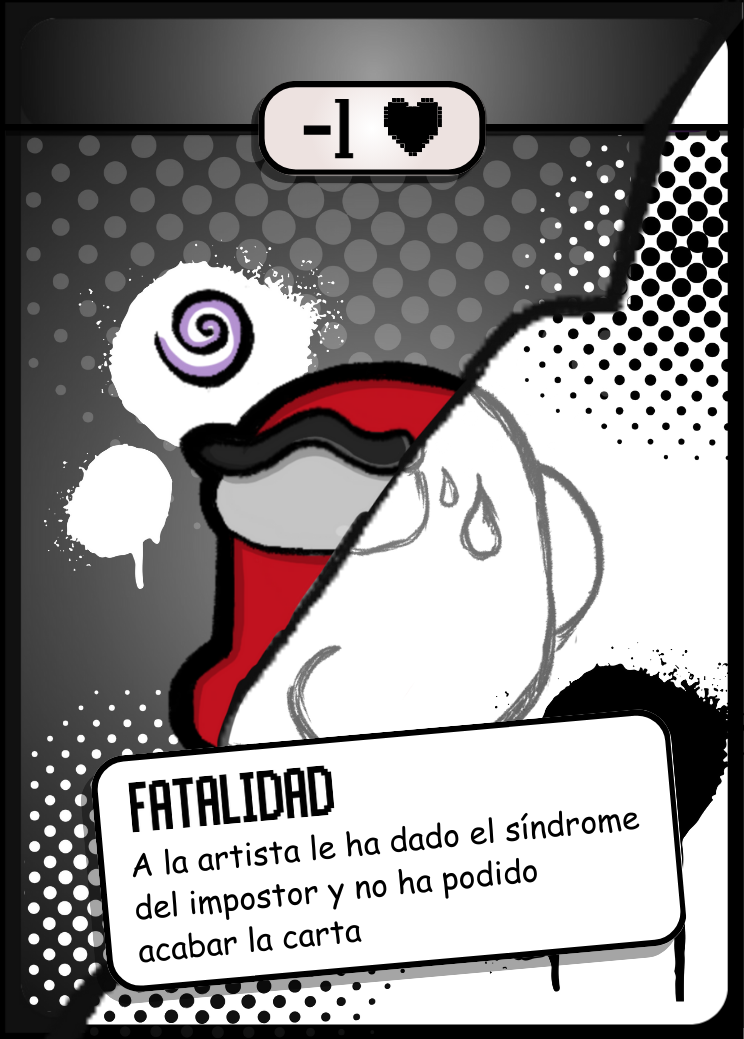 -1
FATALIDAD
A la artista le ha dado el síndrome
del impostor y no ha podido
acabar la carta